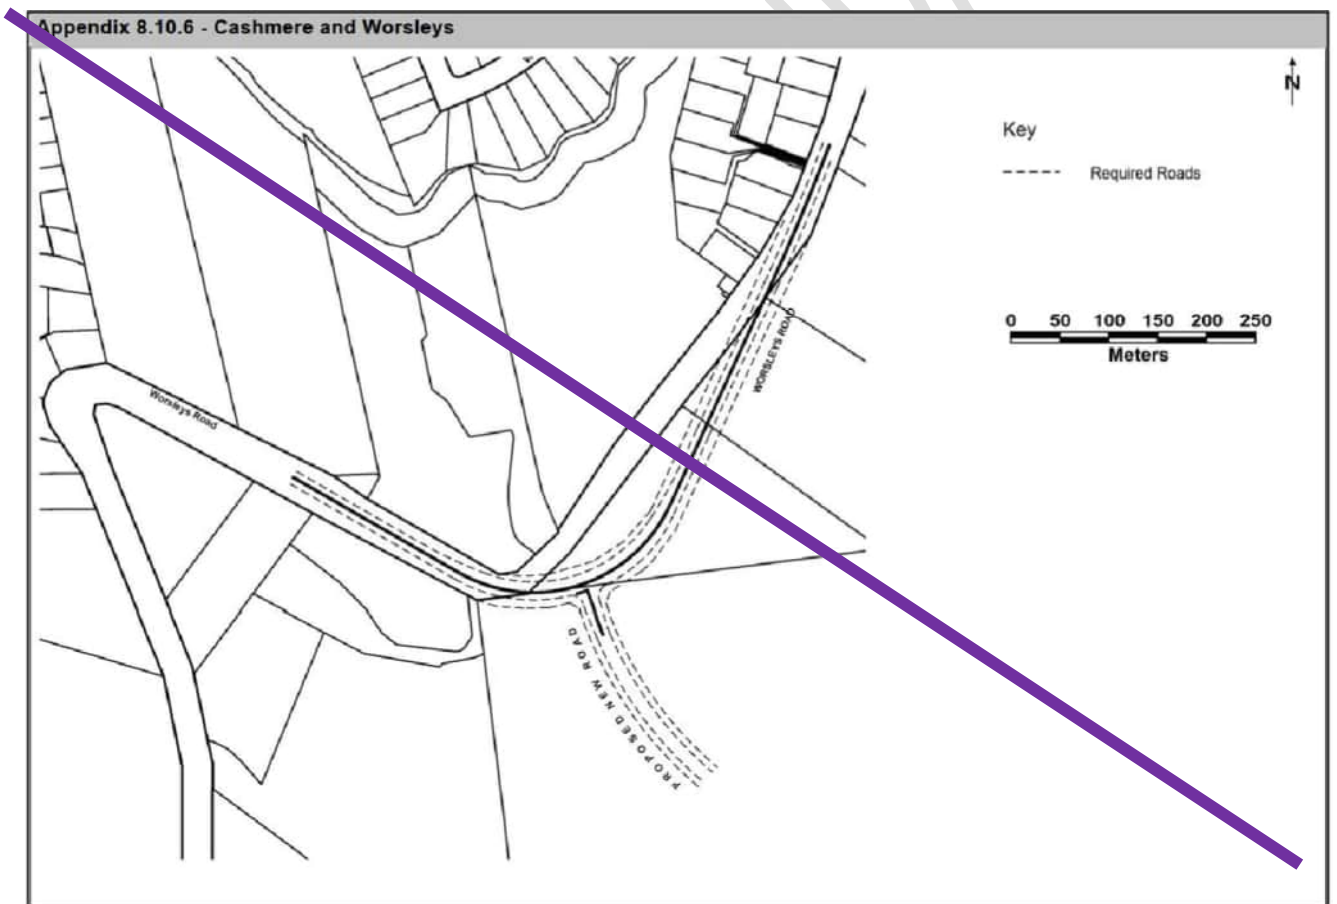 Appendix 8.10.6 - Cashmere and Worsleys
N
Key
Required Roads
0 50 100 150 200 250
Meters
WORSLEYS ROAD
Worsleys Road
PROPOSED NEW ROAD